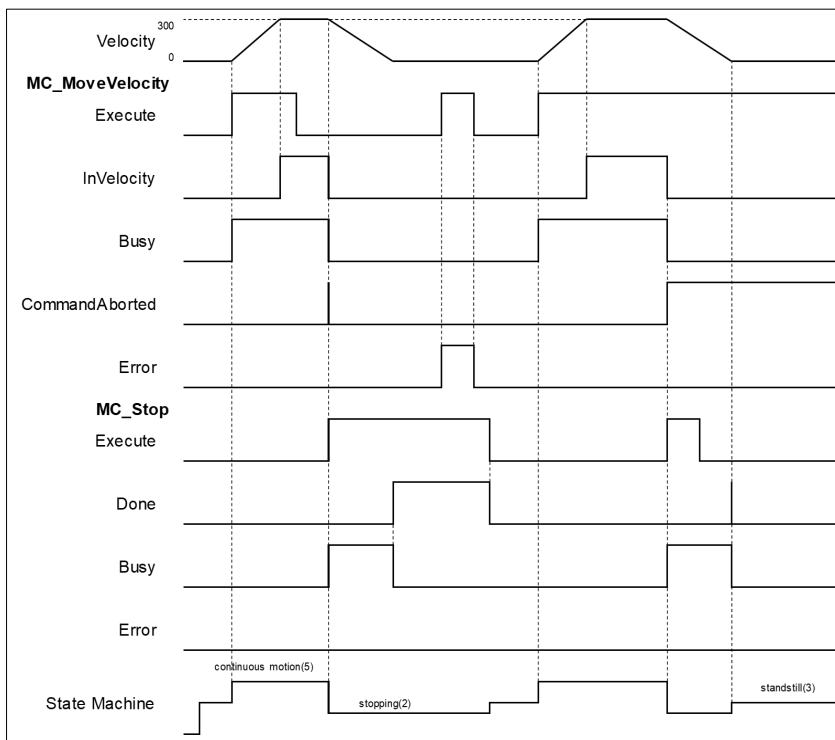 300
Velocity
0
MC_MoveVelocity
Execute
InVelocity
Busy
CommandAborted
Error
MC_Stop
Execute
Done
Busy
Error
continuous motion(5)
State Machine
stopping(2)
standstill(3)